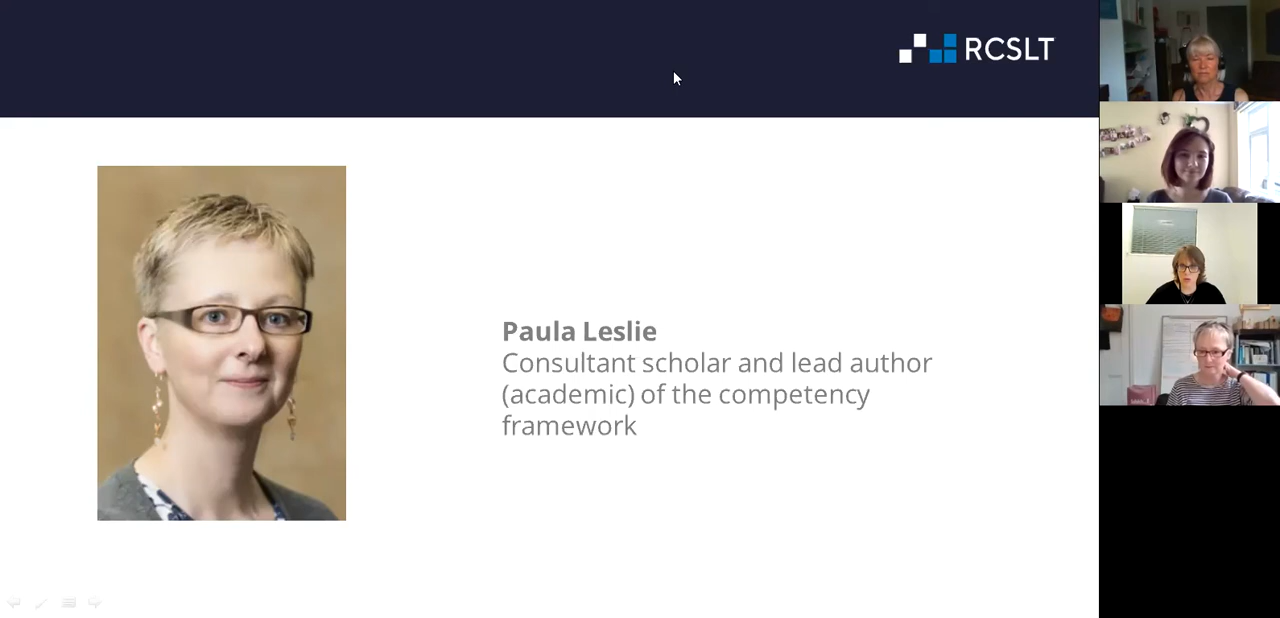 RCSLT
Paula Leslie
Consultant scholar and lead author
(academic) of the competency
framework